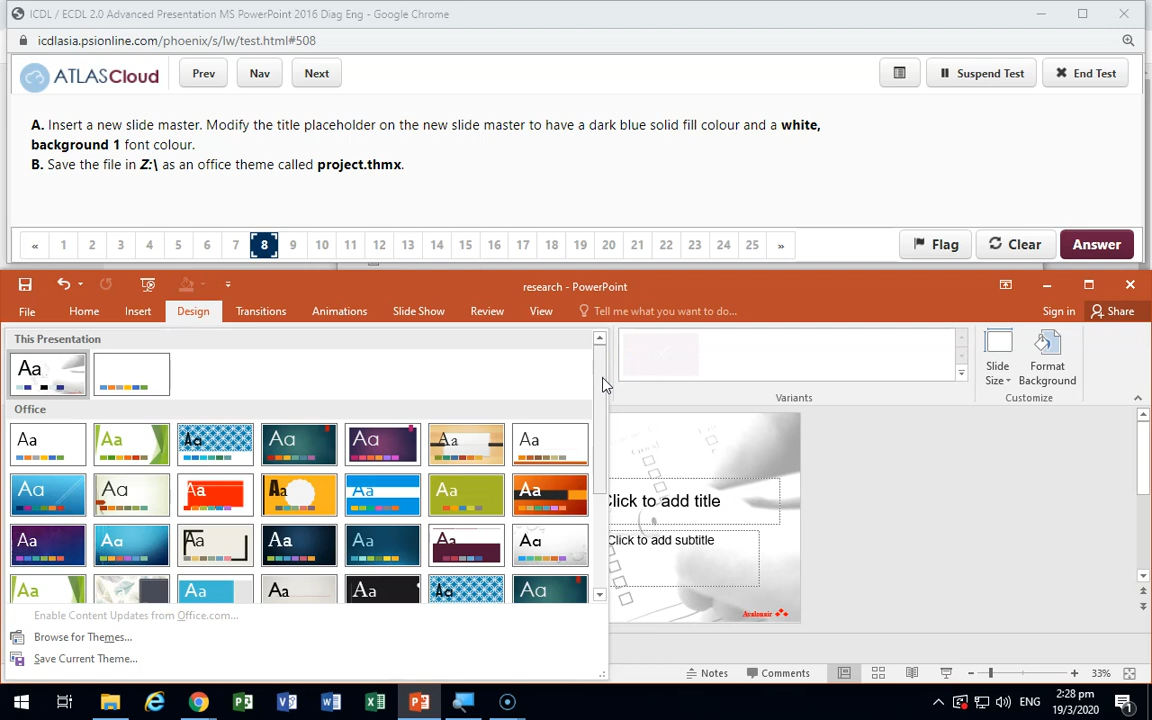 ICDL / ECDL 2.0 Advanced Presentation MS PowerPoint 2016 Diag Eng - Google Chrome
icdlasia.psionline.com/phoenix/s/lw/test.html#508
ATLASCloud Prev Nav Next Suspend Test End Test
A. Insert a new slide master. Modify the title placeholder on the new slide master to have a dark blue solid fill colour and a white,
background 1 font colour.
B. Save the file in Z:\ as an office theme called project.thmx.
« 1 2 3 4 5 6 7 8 9 10 11 12 13 14 15 16 17 18 19 20 21 22 23 24 25 » Flag Clear Answer
research - PowerPoint
File Home Insert Design Transitions Animations Slide Show Review View Tell me what you want to do... Sign in Share
This Presentation
Aa
Office
Aa Aa Aa Aa Aa Aa Aa
Aa Aa Aa Aa Aa Aa Aa
Aa Aa Aa Aa Aa Aa Aa
Aa Aa Aa Aa Aa Aa
Enable Content Updates from Office.com...
Browse for Themes...
Save Current Theme...
Slide Size
Format Background
Variants
Customize
Click to add title
Click to add subtitle
Avalonair
Notes Comments 33%
ENG
2:28 pm
19/3/2020
1